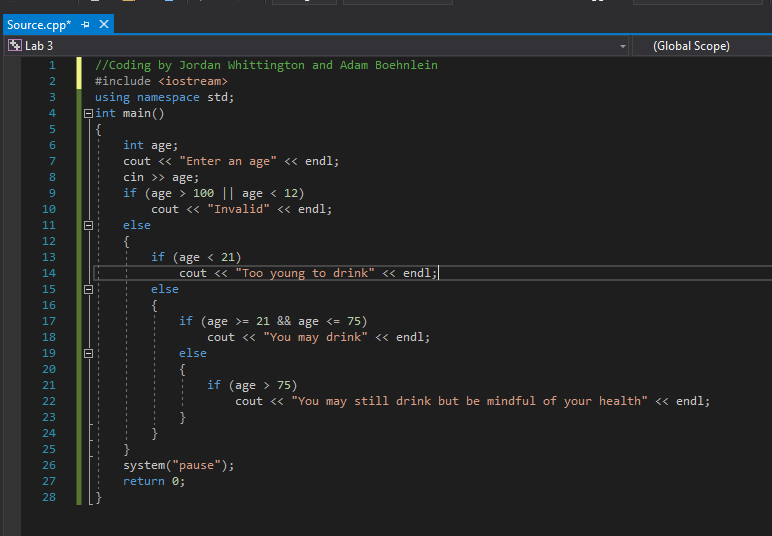 Source.cpp*
Lab 3 (Global Scope)
1 //Coding by Jordan Whittington and Adam Boehnlein
2 #include <iostream>
3 using namespace std;
4 int main()
5 {
6 int age;
7 cout << "Enter an age" << endl;
8 cin >> age;
9 if (age > 100 || age < 12)
10 cout << "Invalid" << endl;
11 else
12 {
13 if (age < 21)
14 cout << "Too young to drink" << endl;
15 else
16 {
17 if (age >= 21 && age <= 75)
18 cout << "You may drink" << endl;
19 else
20 {
21 if (age > 75)
22 cout << "You may still drink but be mindful of your health" << endl;
23 }
24 }
25 }
26 system("pause");
27 return 0;
28 }